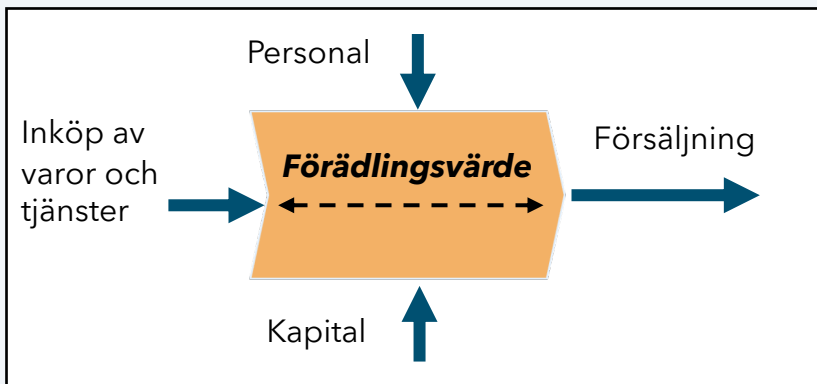 Personal
Inköp av
varor och
tjänster
Förädlingsvärde
Försäljning
Kapital